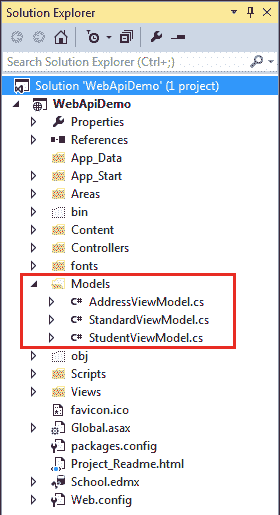 Solution Explorer
Search Solution Explorer (Ctrl+;)
Solution 'WebApiDemo' (1 project)
WebApiDemo
Properties
References
App_Data
App_Start
Areas
bin
Content
Controllers
fonts
Models
C# AddressViewModel.cs
C# StandardViewModel.cs
C# StudentViewModel.cs
obj
Scripts
Views
favicon.ico
Global.asax
packages.config
Project_Readme.html
School.edmx
Web.config